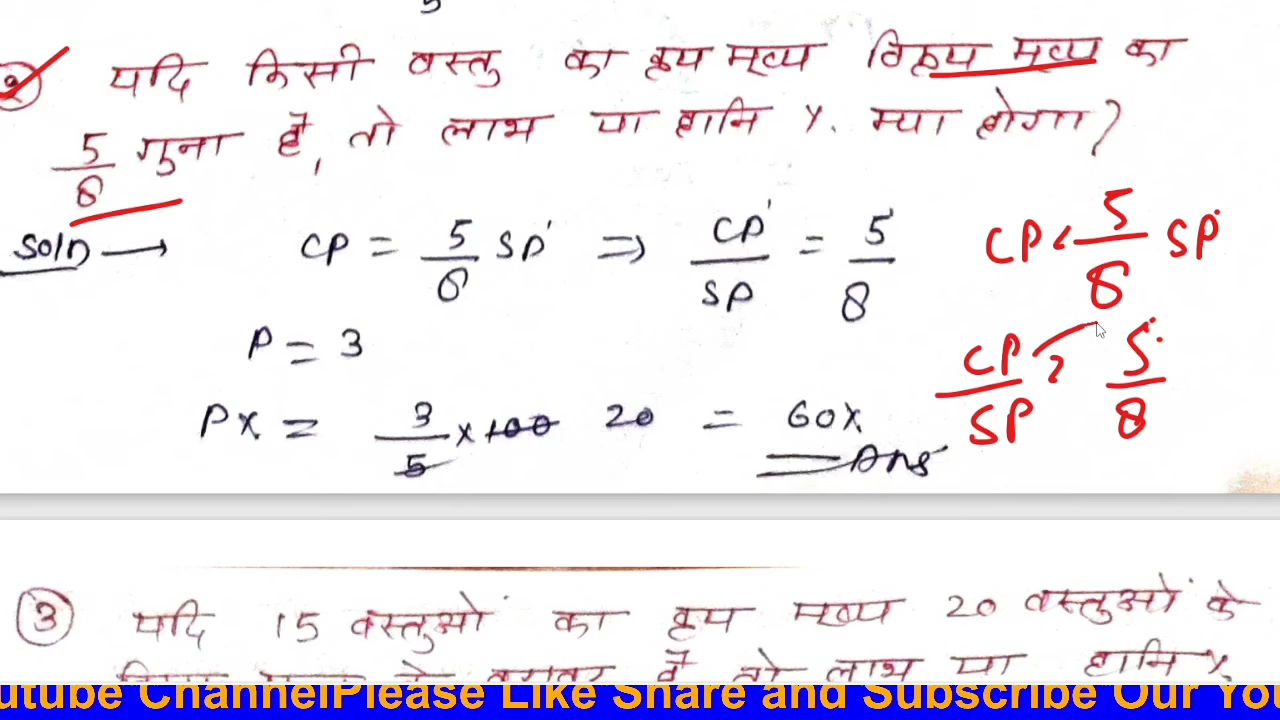 ② यदि किसी वस्तु का क्रय मूल्य विक्रय मूल्य का
5/8 गुना है, तो लाभ या हानि %. क्या होगा?
Soln → CP = 5/8 SP ⇒ CP/SP = 5/8 CP = 5/8 SP
P = 3 CP/SP = 5/8
P% = 3/5 × 100 20 = 60% Ans
③ यदि 15 वस्तुओं का क्रय मूल्य 20 वस्तुओं के
है तो लाभ या हानि %
utube ChannelPlease Like Share and Subscribe Our You